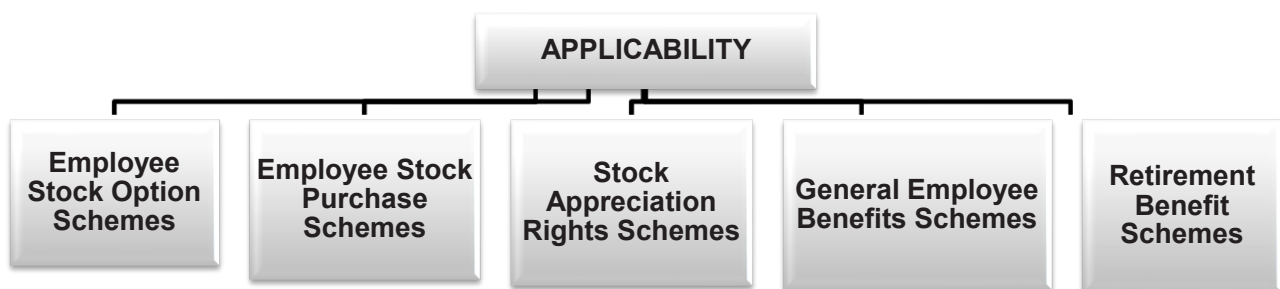 APPLICABILITY
Employee
Stock Option
Schemes
Employee Stock
Purchase
Schemes
Stock
Appreciation
Rights Schemes
General Employee
Benefits Schemes
Retirement
Benefit
Schemes